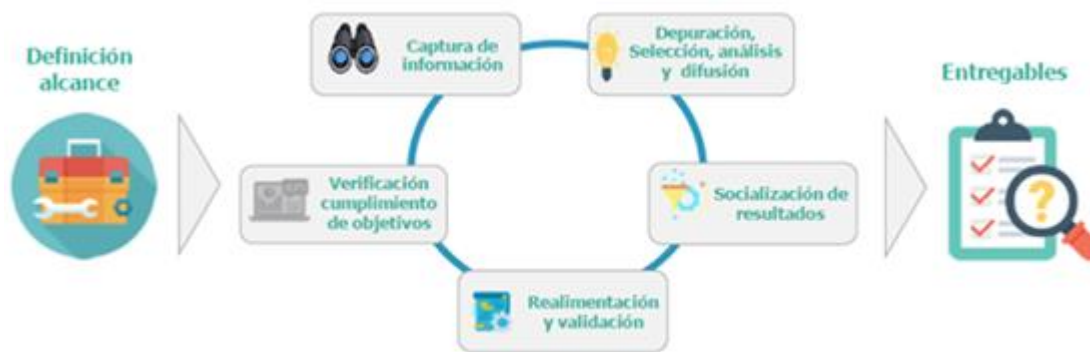 Definición
alcance
Captura de
información
Depuración,
Selección, análisis
y difusión
Socialización de
resultados
Realimentación
y validación
Verificación
cumplimiento
de objetivos
Entregables
?